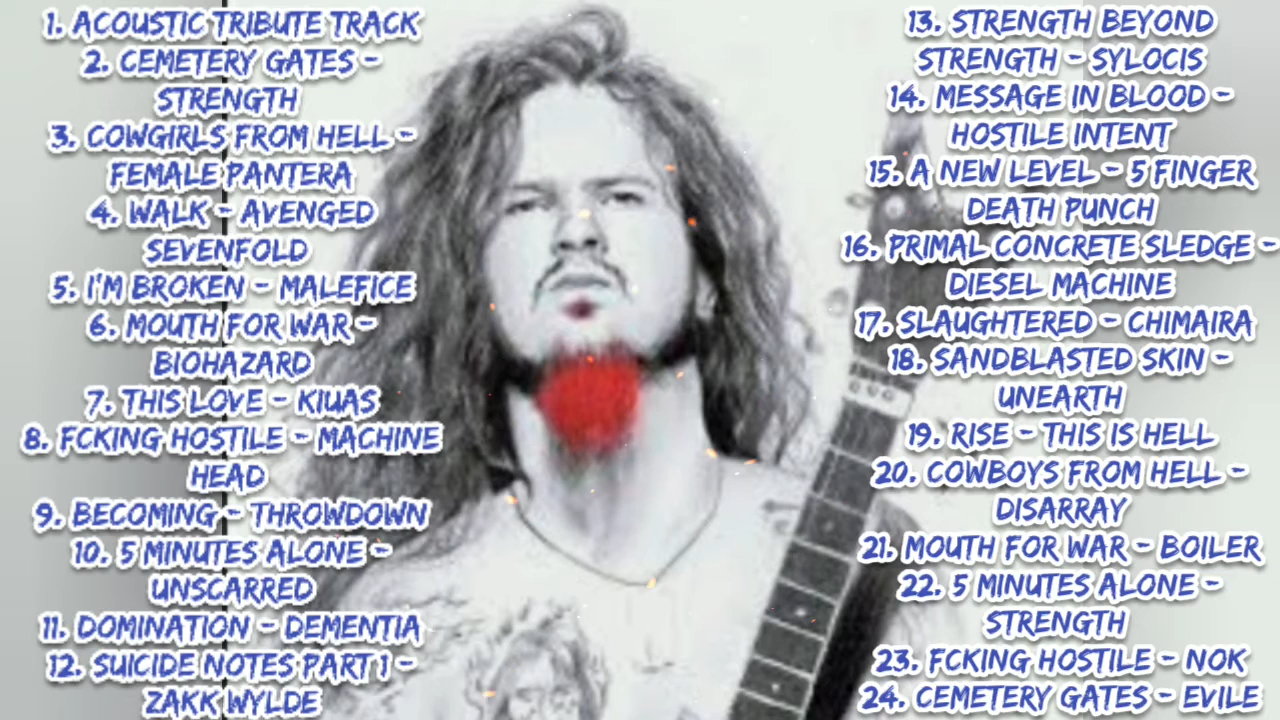 1. ACOUSTIC TRIBUTE TRACK
2. CEMETERY GATES -
STRENGTH
3. COWGIRLS FROM HELL -
FEMALE PANTERA
4. WALK - AVENGED
SEVENFOLD
5. I'M BROKEN - MALEFICE
6. MOUTH FOR WAR -
BIOHAZARD
7. THIS LOVE - KIUAS
8. FCKING HOSTILE - MACHINE
HEAD
9. BECOMING - THROWDOWN
10. 5 MINUTES ALONE -
UNSCARRED
11. DOMINATION - DEMENTIA
12. SUICIDE NOTES PART 1 -
ZAKK WYLDE
13. STRENGTH BEYOND
STRENGTH - SYLOCIS
14. MESSAGE IN BLOOD -
HOSTILE INTENT
15. A NEW LEVEL - 5 FINGER
DEATH PUNCH
16. PRIMAL CONCRETE SLEDGE -
DIESEL MACHINE
17. SLAUGHTERED - CHIMAIRA
18. SANDBLASTED SKIN -
UNEARTH
19. RISE - THIS IS HELL
20. COWBOYS FROM HELL -
DISARRAY
21. MOUTH FOR WAR - BOILER
22. 5 MINUTES ALONE -
STRENGTH
23. FCKING HOSTILE - NOK
24. CEMETERY GATES - EVILE